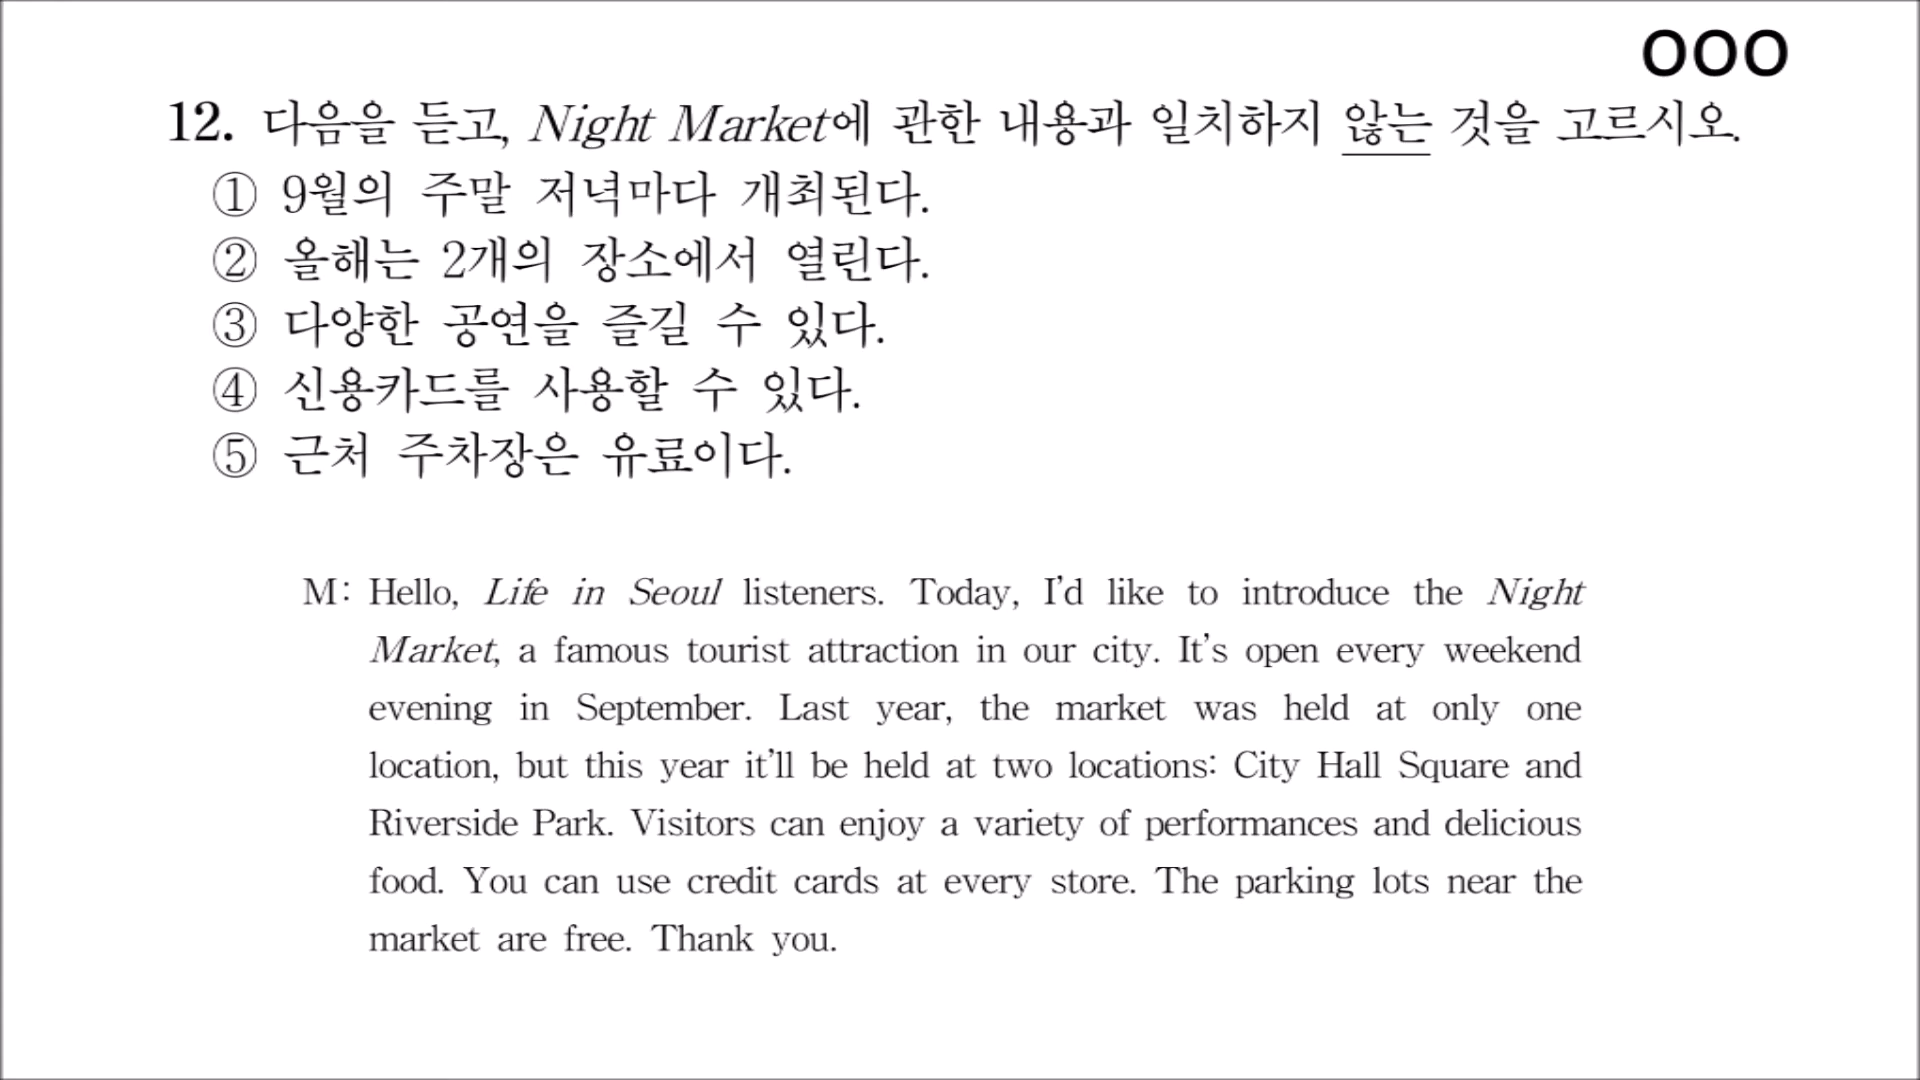 OOO
12. 다음을 듣고, Night Market에 관한 내용과 일치하지 않는 것을 고르시오.
① 9월의 주말 저녁마다 개최된다.
② 올해는 2개의 장소에서 열린다.
③ 다양한 공연을 즐길 수 있다.
④ 신용카드를 사용할 수 있다.
⑤ 근처 주차장은 유료이다.
M: Hello, Life in Seoul listeners. Today, I'd like to introduce the Night
Market, a famous tourist attraction in our city. It's open every weekend
evening in September. Last year, the market was held at only one
location, but this year it'll be held at two locations: City Hall Square and
Riverside Park. Visitors can enjoy a variety of performances and delicious
food. You can use credit cards at every store. The parking lots near the
market are free. Thank you.